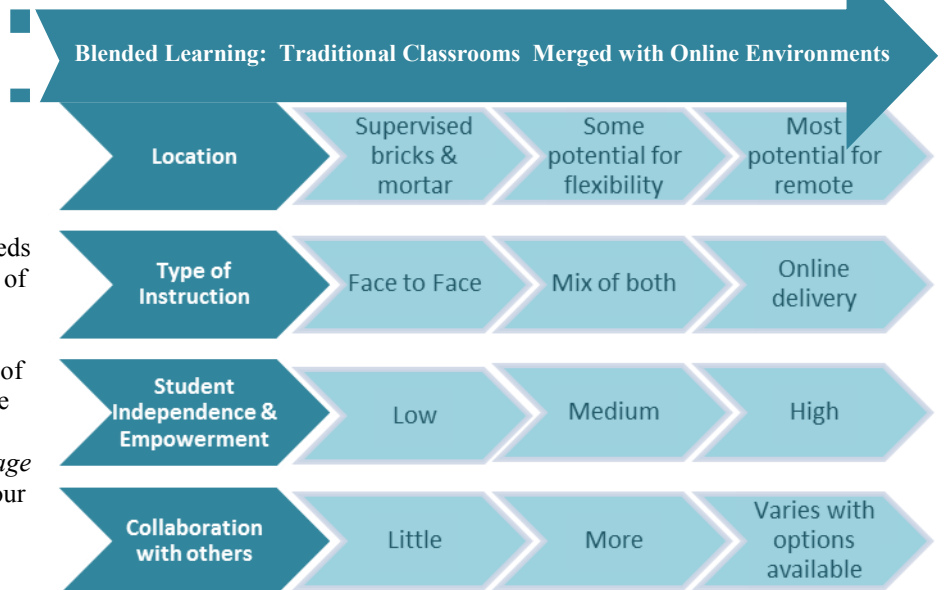 Blended Learning: Traditional Classrooms Merged with Online Environments
Location
Supervised
bricks &
mortar
Some
potential for
flexibility
Most
potential for
remote
eds
of
Type of
Instruction
Face to Face
Mix of both
Online
delivery
of
e
age
our
Student
Independence &
Empowerment
Low
Medium
High
Collaboration
with others
Little
More
Varies with
options
available